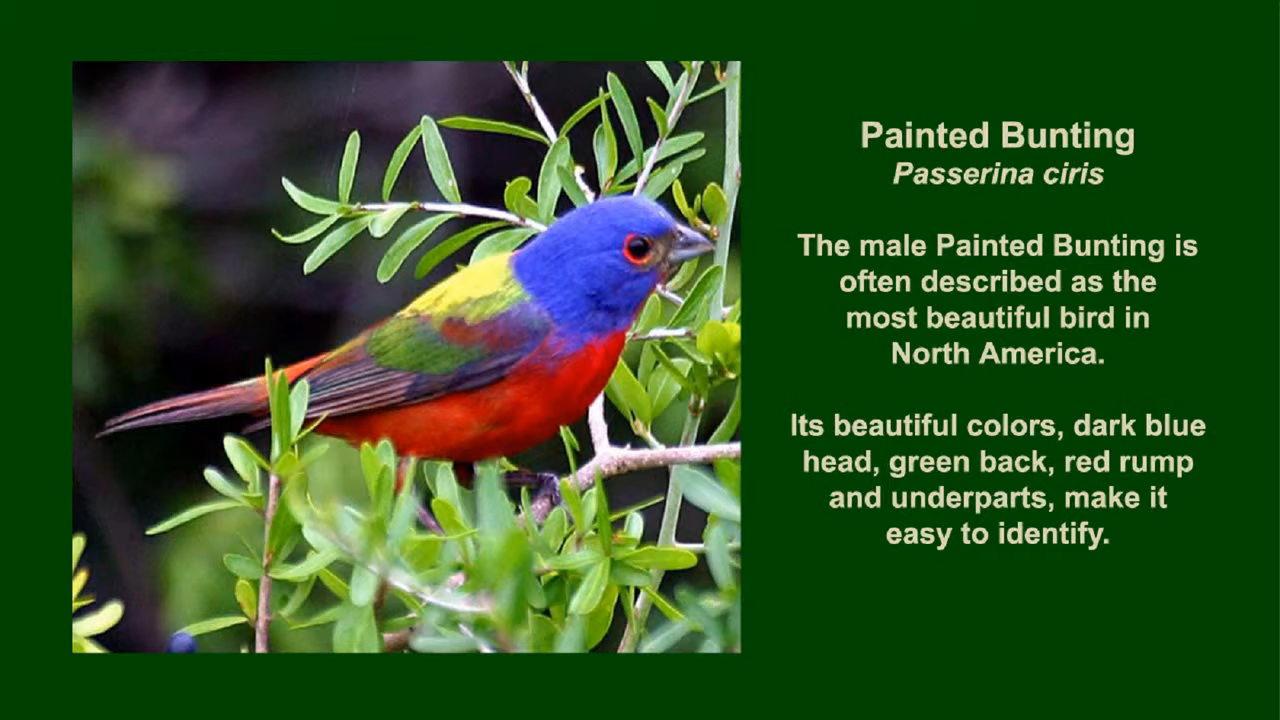 Painted Bunting
Passerina ciris
The male Painted Bunting is
often described as the
most beautiful bird in
North America.
Its beautiful colors, dark blue
head, green back, red rump
and underparts, make it
easy to identify.